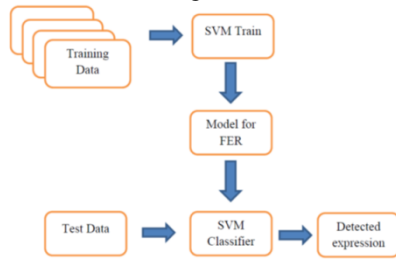 SVM Train
Training
Data
Model for
FER
Test Data
SVM
Classifier
Detected
expression